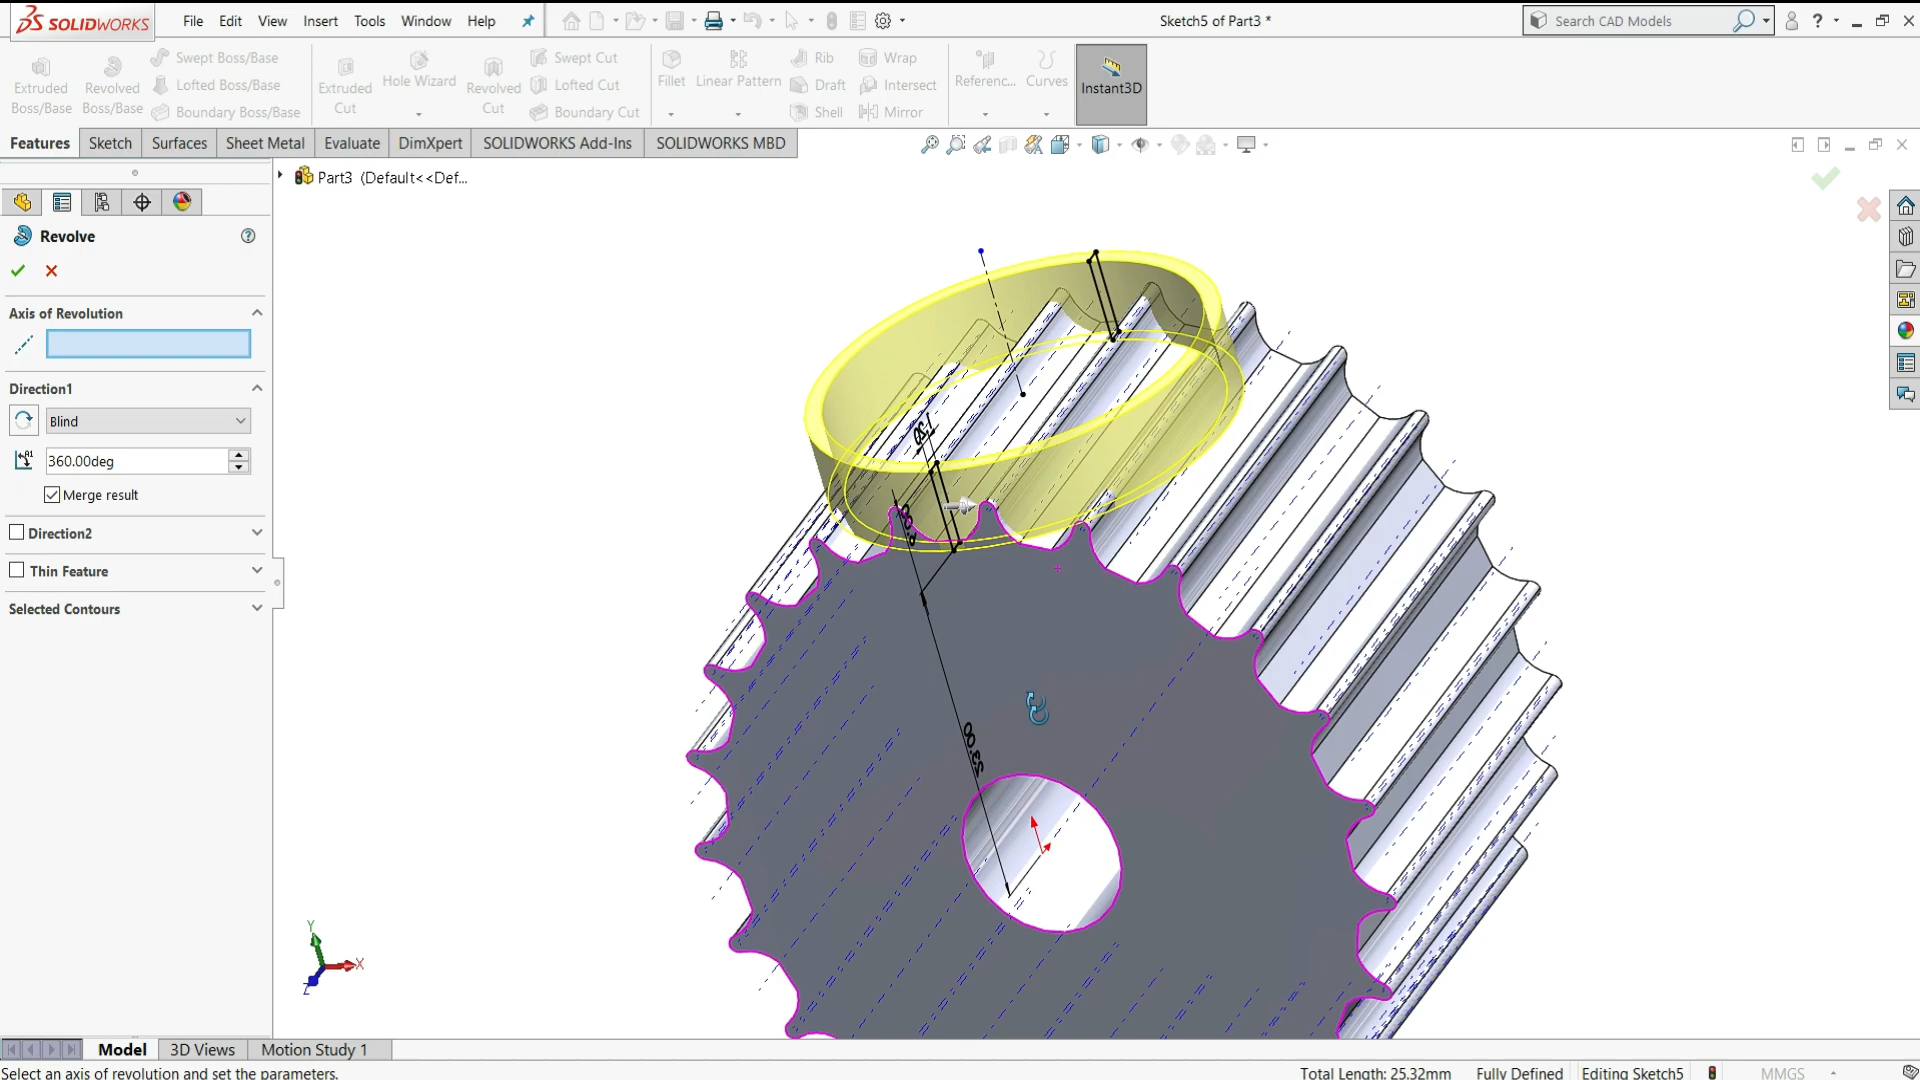 SOLIDWORKS File Edit View Insert Tools Window Help Sketch5 of Part3 * Search CAD Models ?
Extruded Boss/Base
Revolved Boss/Base
Swept Boss/Base
Lofted Boss/Base
Boundary Boss/Base
Extruded Cut
Hole Wizard
Revolved Cut
Swept Cut
Lofted Cut
Boundary Cut
Fillet
Linear Pattern
Rib
Draft
Shell
Wrap
Intersect
Mirror
Referenc...
Curves
Instant3D
Features Sketch Surfaces Sheet Metal Evaluate DimXpert SOLIDWORKS Add-Ins SOLIDWORKS MBD
Part3 (Default<<Def...
Revolve
Axis of Revolution
Direction1
Blind
360.00deg
Merge result
Direction2
Thin Feature
Selected Contours
23.00
Y
X
Z
Model 3D Views Motion Study 1
Select an axis of revolution and set the parameters. Total Length: 25.32mm Fully Defined Editing Sketch5 MMGS